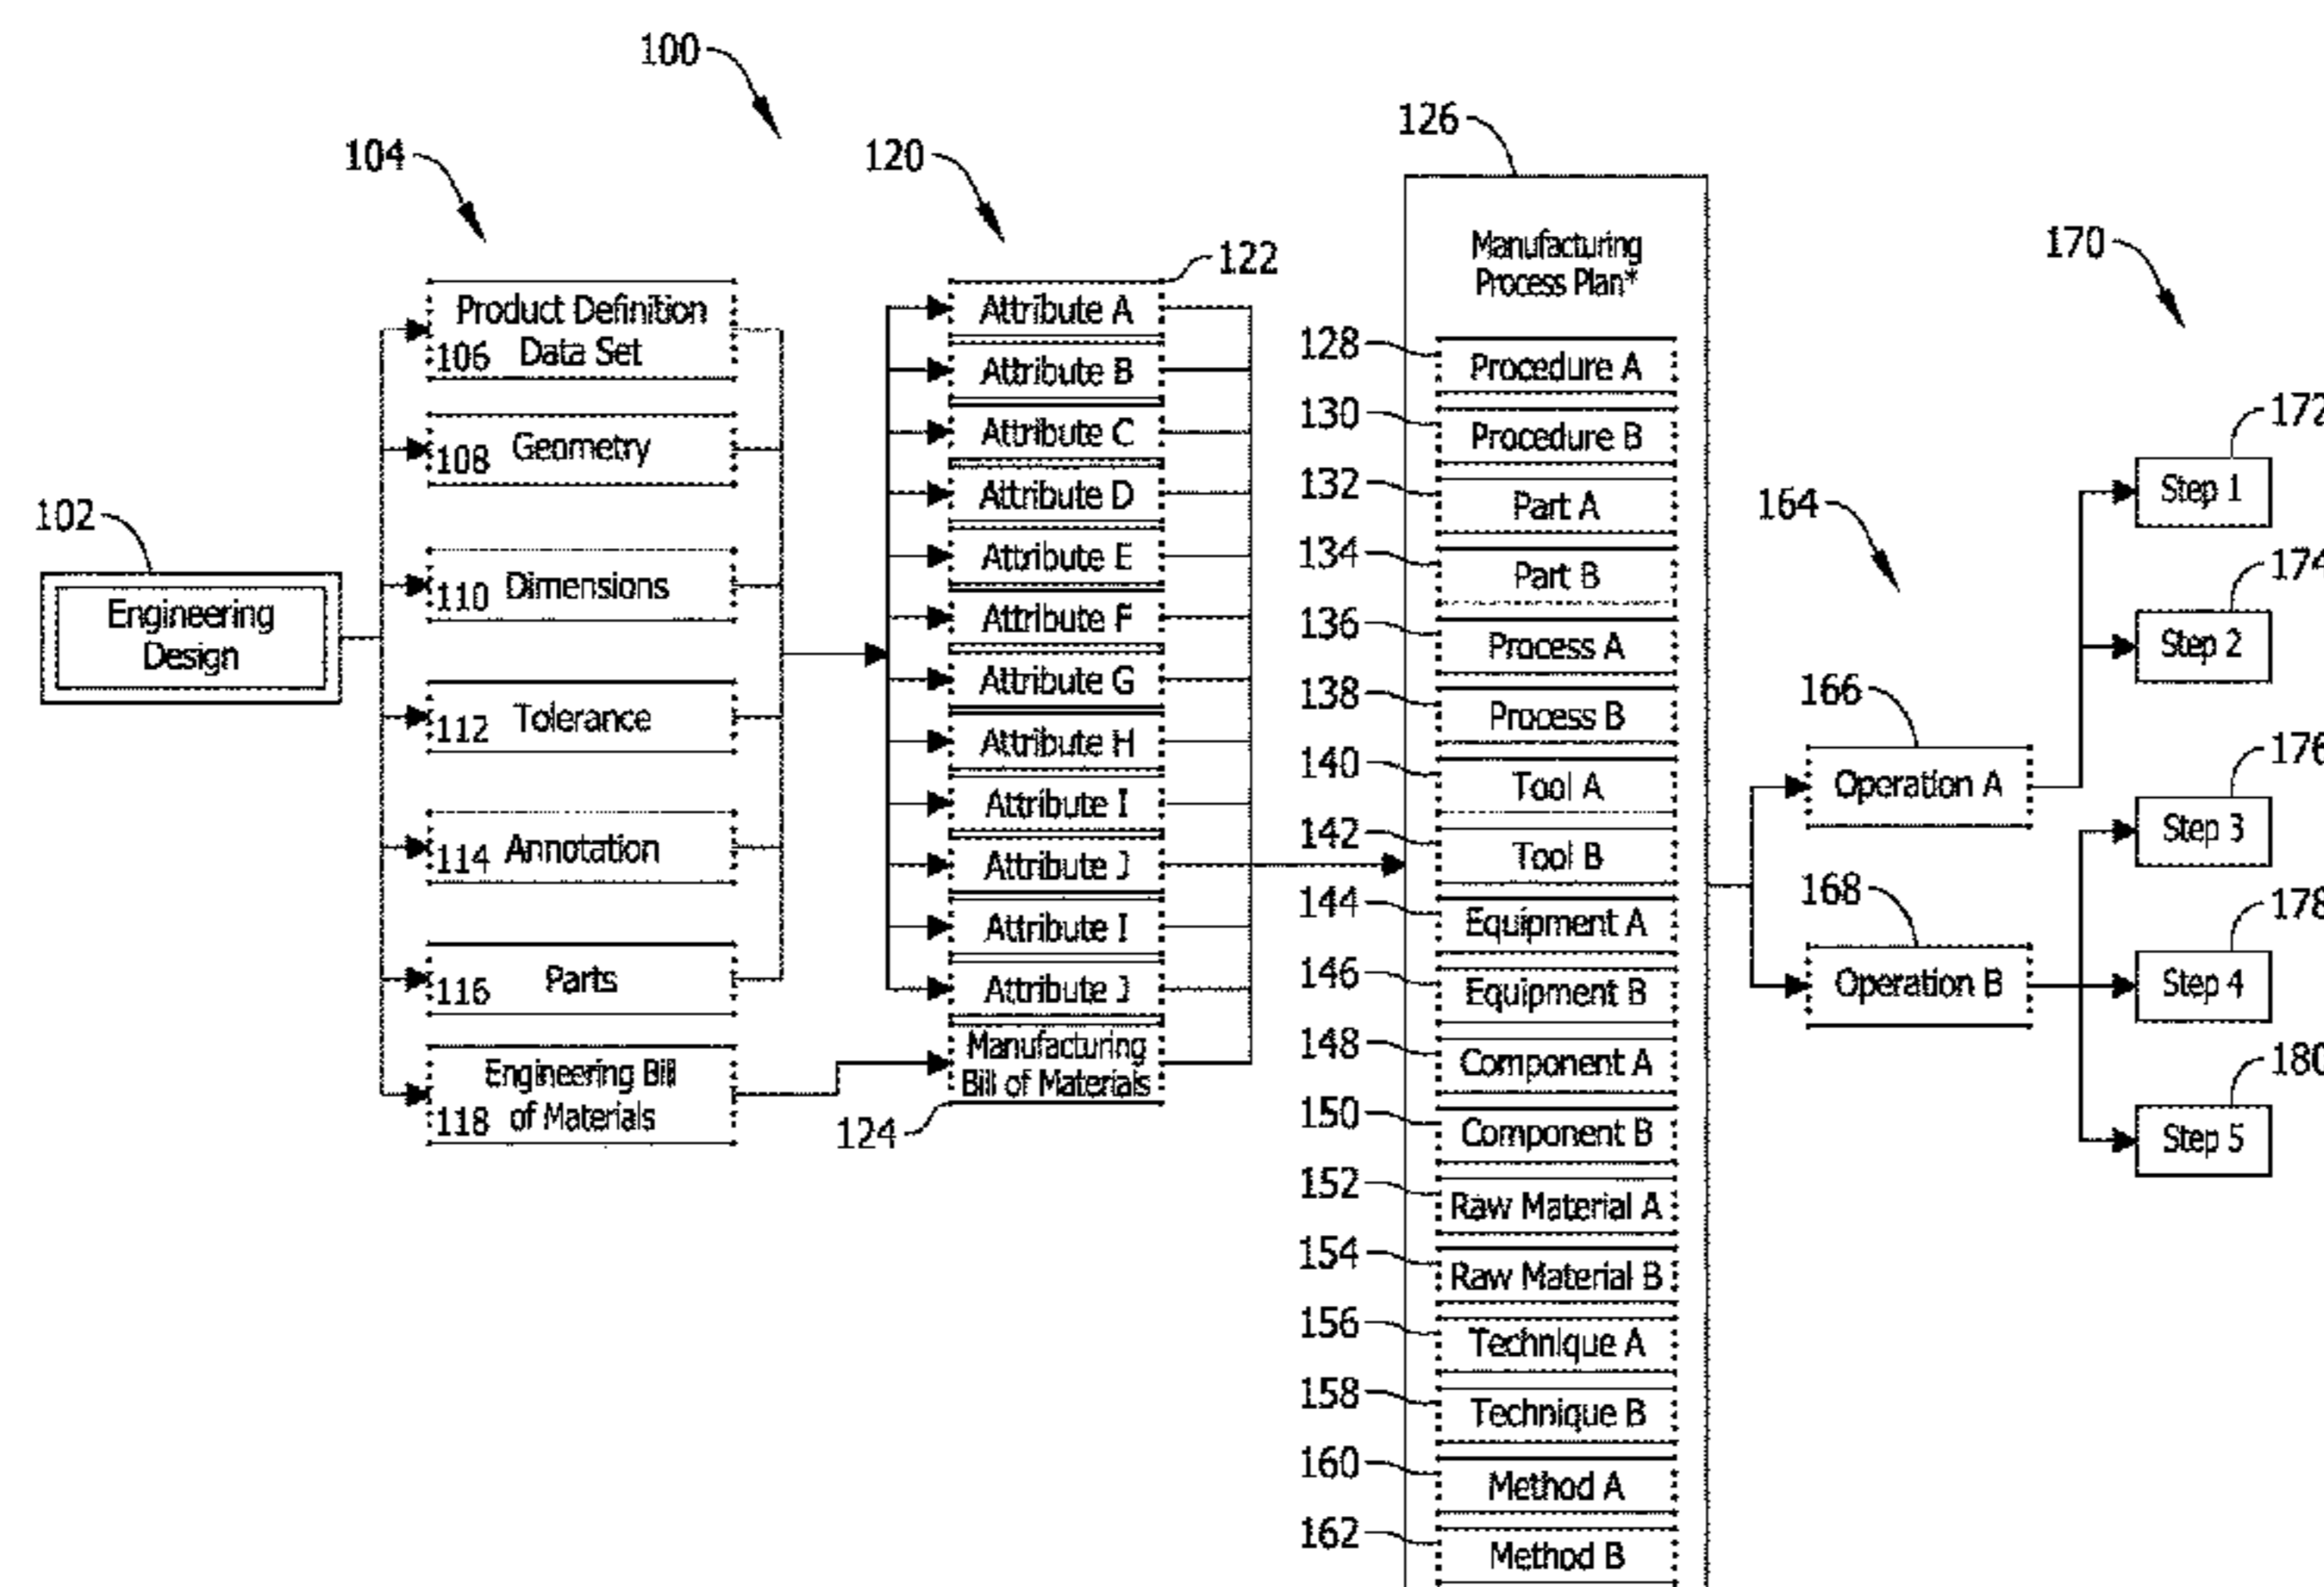 100
104
120
126
170
164
102
Engineering
Design
Product Definition
106 Data Set
108 Geometry
110 Dimensions
112 Tolerance
114 Annotation
116 Parts
Engineering Bill
118 of Materials
122
Attribute A
Attribute B
Attribute C
Attribute D
Attribute E
Attribute F
Attribute G
Attribute H
Attribute I
Attribute J
Attribute I
Attribute J
Manufacturing
Bill of Materials
124
Manufacturing
Process Plan*
128 Procedure A
130 Procedure B
132 Part A
134 Part B
136 Process A
138 Process B
140 Tool A
142 Tool B
144 Equipment A
146 Equipment B
148 Component A
150 Component B
152 Raw Material A
154 Raw Material B
156 Technique A
158 Technique B
160 Method A
162 Method B
166
Operation A
168
Operation B
172
Step 1
174
Step 2
176
Step 3
178
Step 4
180
Step 5